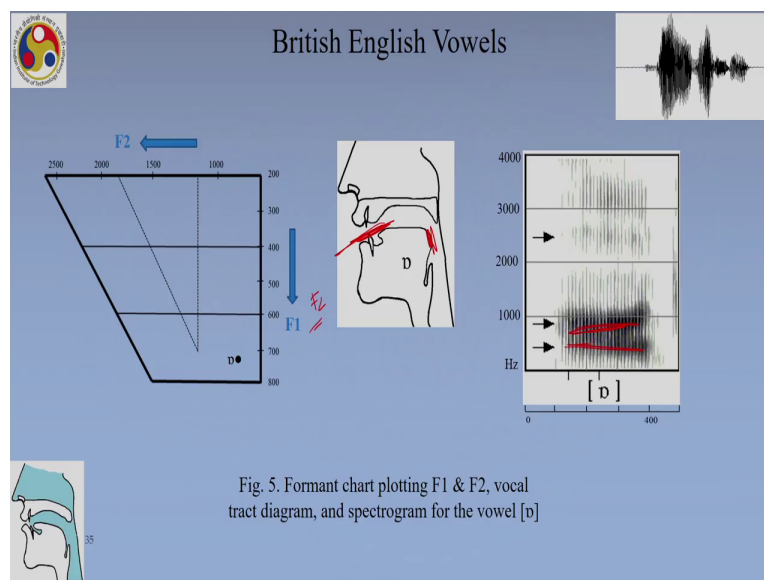 British English Vowels
F2
2500 2000 1500 1000
200
300
400
500
600
700
800
F2
F1
ɒ
ɒ
4000
3000
2000
1000
Hz
[ ɒ ]
0 400
Fig. 5. Formant chart plotting F1 & F2, vocal
tract diagram, and spectrogram for the vowel [ɒ]
35